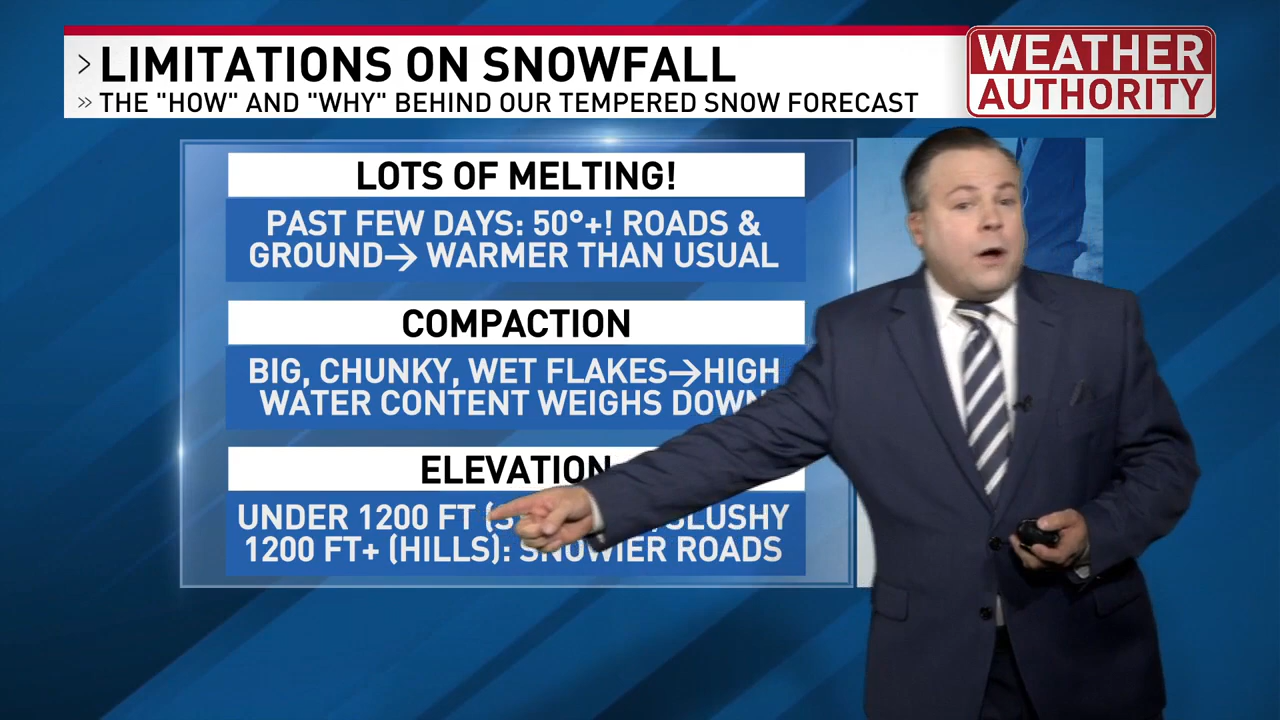 > LIMITATIONS ON SNOWFALL
» THE "HOW" AND "WHY" BEHIND OUR TEMPERED SNOW FORECAST
WEATHER
AUTHORITY
LOTS OF MELTING!
PAST FEW DAYS: 50°+! ROADS &
GROUND→ WARMER THAN USUAL
COMPACTION
BIG, CHUNKY, WET FLAKES→HIGH
WATER CONTENT WEIGHS DOWN
ELEVATION
UNDER 1200 FT SLUSHY
1200 FT+ (HILLS): SNOWIER ROADS